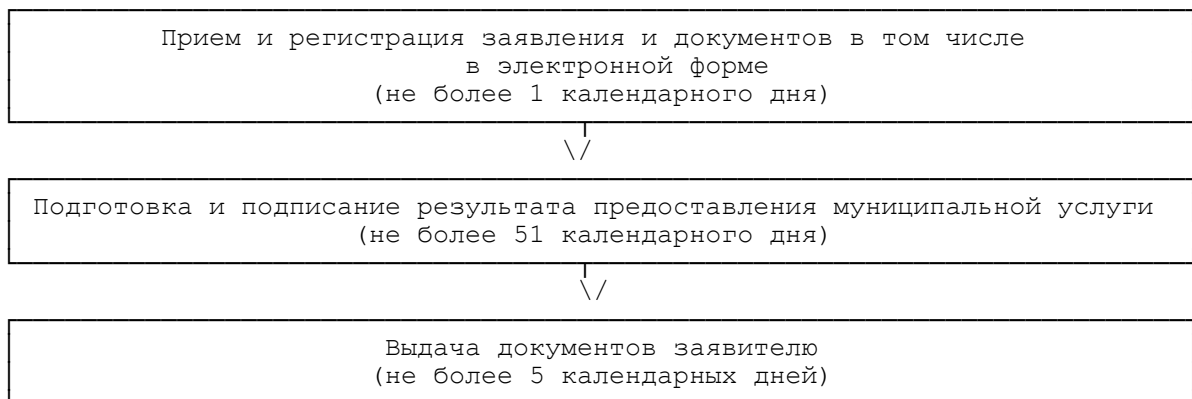 Прием и регистрация заявления и документов в том числе
в электронной форме
(не более 1 календарного дня)
\/
Подготовка и подписание результата предоставления муниципальной услуги
(не более 51 календарного дня)
\/
Выдача документов заявителю
(не более 5 календарных дней)